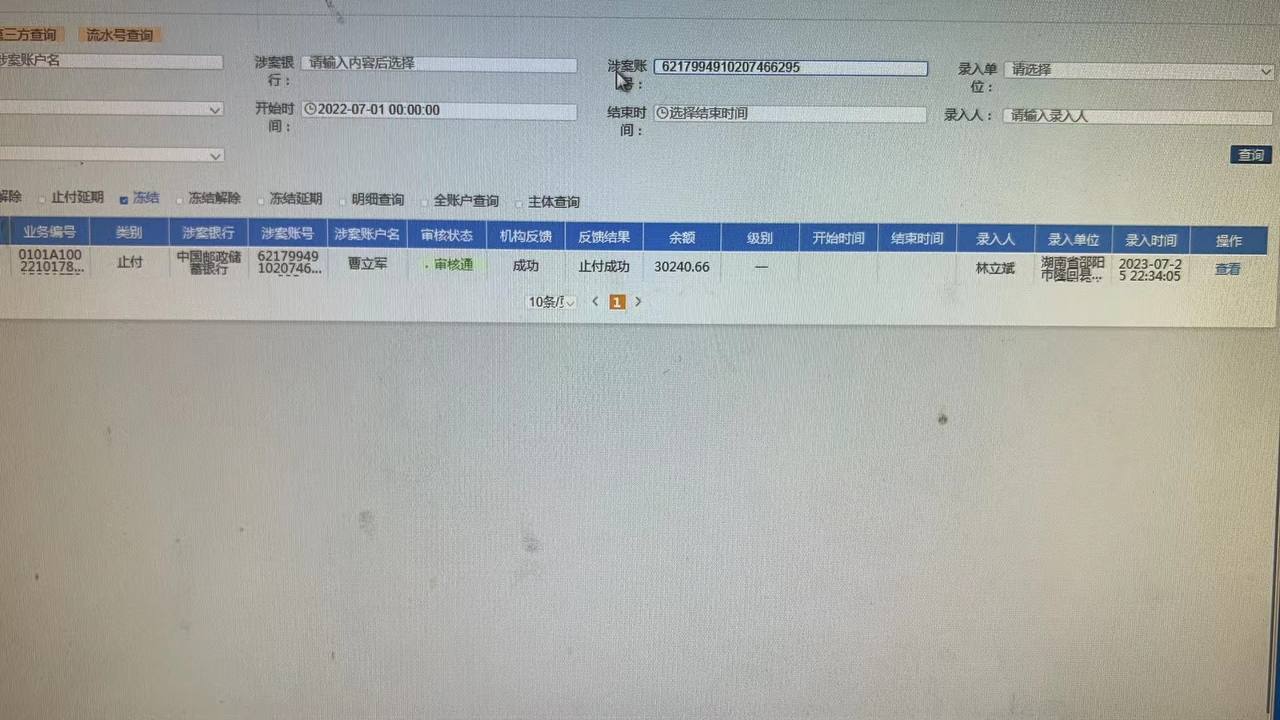 第三方查询 流水号查询
涉案账户名 涉案银行： 请输入内容后选择 涉案账号： 6217994910207466295 录入单位： 请选择
开始时间： 2022-07-01 00:00:00 结束时间： 选择结束时间 录入人： 请输入录入人
查询
解除 止付延期 冻结 冻结解除 冻结延期 明细查询 全账户查询 主体查询
业务编号 类别 涉案银行 涉案账号 涉案账户名 审核状态 机构反馈 反馈结果 余额 级别 开始时间 结束时间 录入人 录入单位 录入时间 操作
0101A100 2210178... 止付 中国邮政储蓄银行 62179949 1020746... 曹立军 审核通 成功 止付成功 30240.66 — 林立斌 湖南省邵阳市隆回县... 2023-07-25 22:34:05 查看
10条/ < 1 >